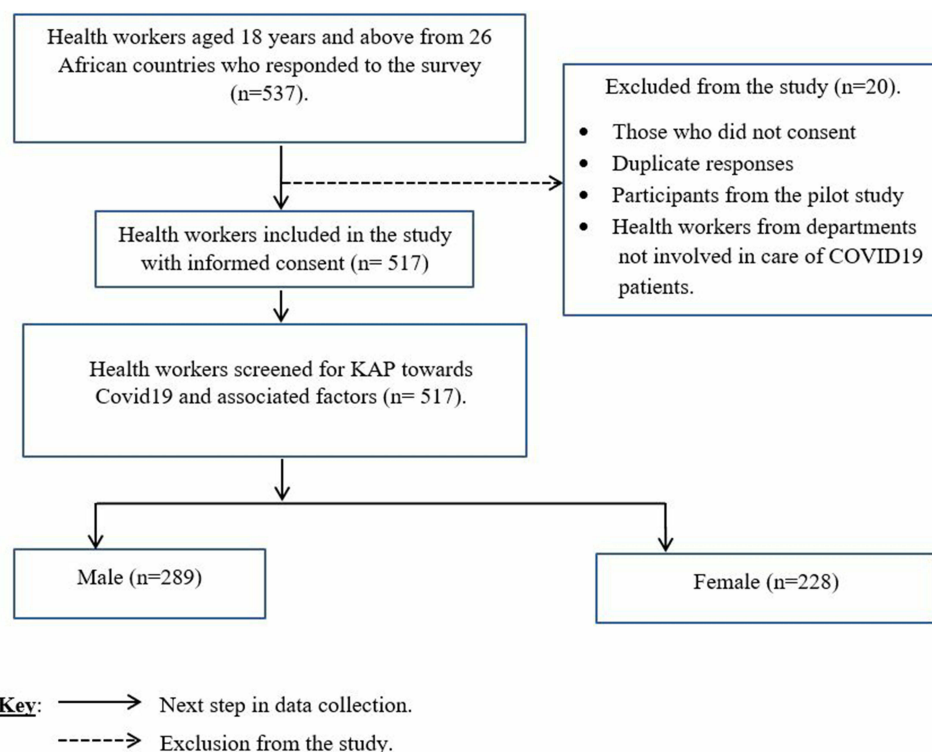 Health workers aged 18 years and above from 26
African countries who responded to the survey
(n=537).
Excluded from the study (n=20).
• Those who did not consent
• Duplicate responses
• Participants from the pilot study
• Health workers from departments
not involved in care of COVID19
patients.
Health workers included in the study
with informed consent (n= 517)
Health workers screened for KAP towards
Covid19 and associated factors (n= 517).
Male (n=289)
Female (n=228)
Key:
Next step in data collection.
Exclusion from the study.